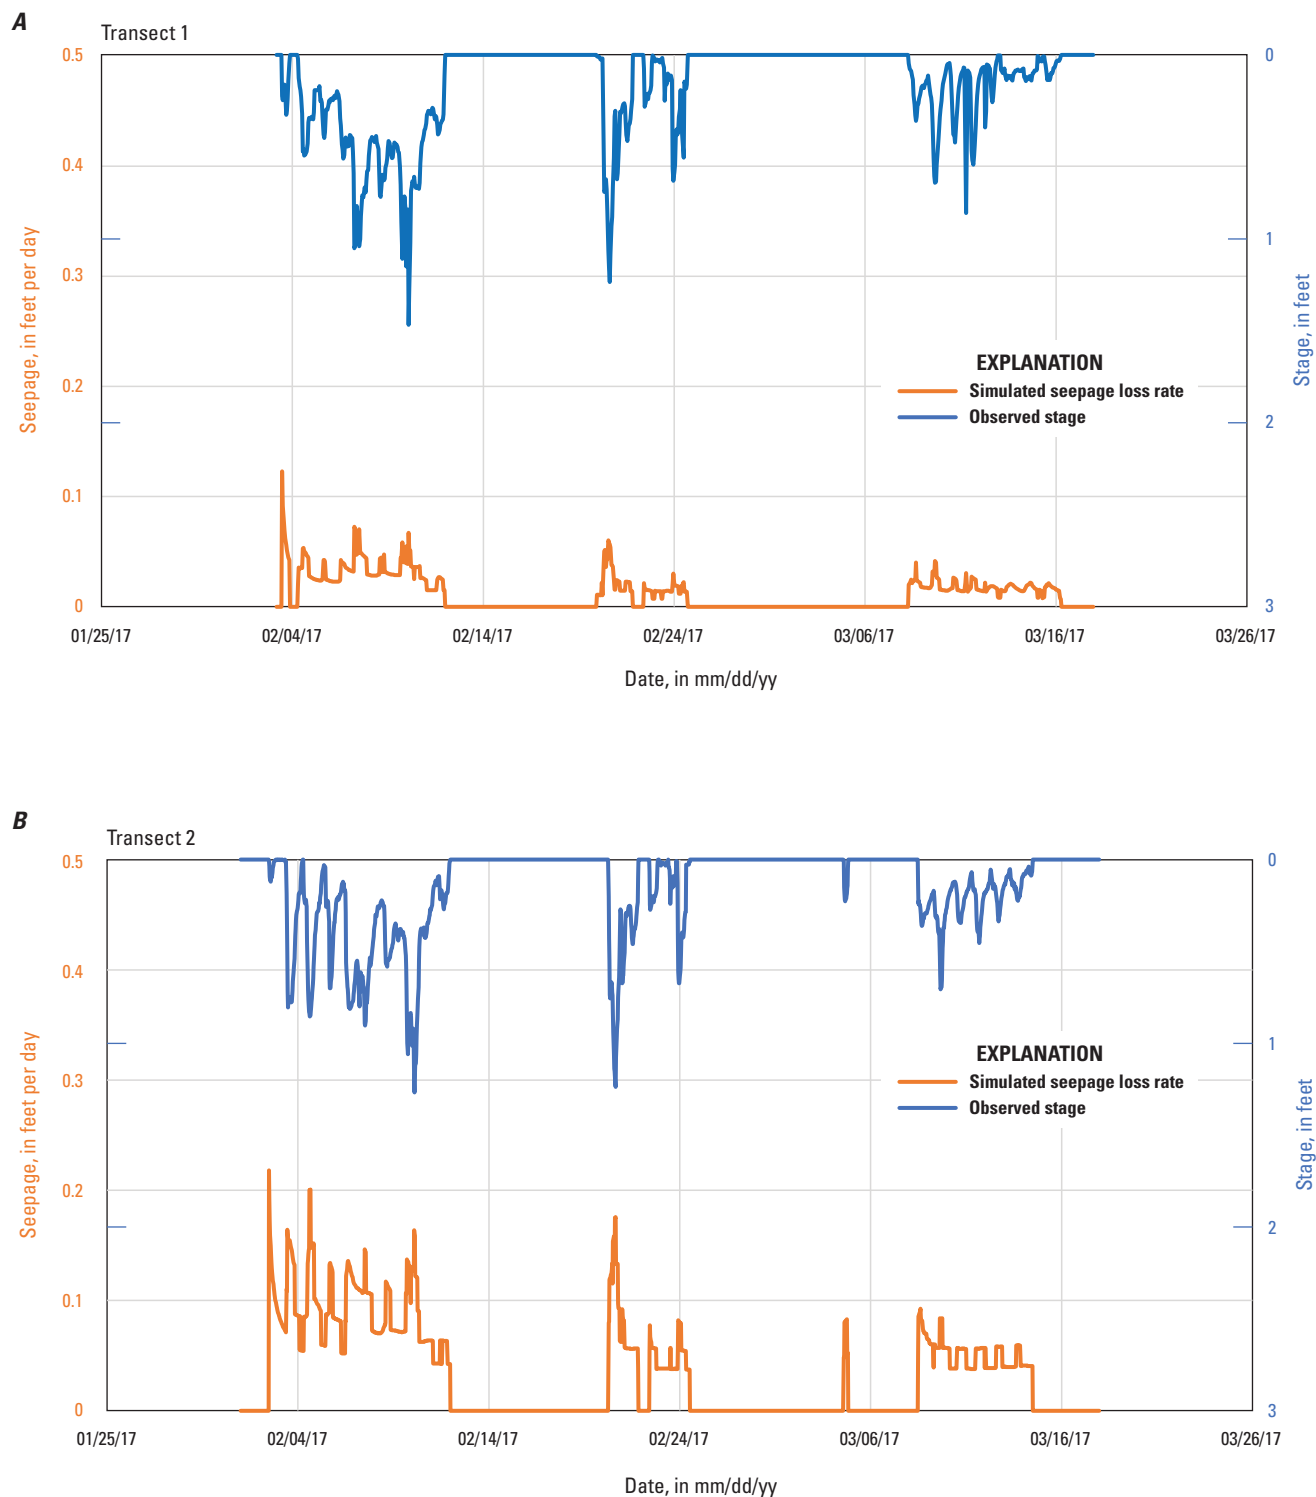 A
Transect 1
0.5
0.4
0.3
0.2
0.1
0
Seepage, in feet per day
0
1
2
3
Stage, in feet
EXPLANATION
Simulated seepage loss rate
Observed stage
01/25/17 02/04/17 02/14/17 02/24/17 03/06/17 03/16/17 03/26/17
Date, in mm/dd/yy
B
Transect 2
0.5
0.4
0.3
0.2
0.1
0
Seepage, in feet per day
0
1
2
3
Stage, in feet
EXPLANATION
Simulated seepage loss rate
Observed stage
01/25/17 02/04/17 02/14/17 02/24/17 03/06/17 03/16/17 03/26/17
Date, in mm/dd/yy